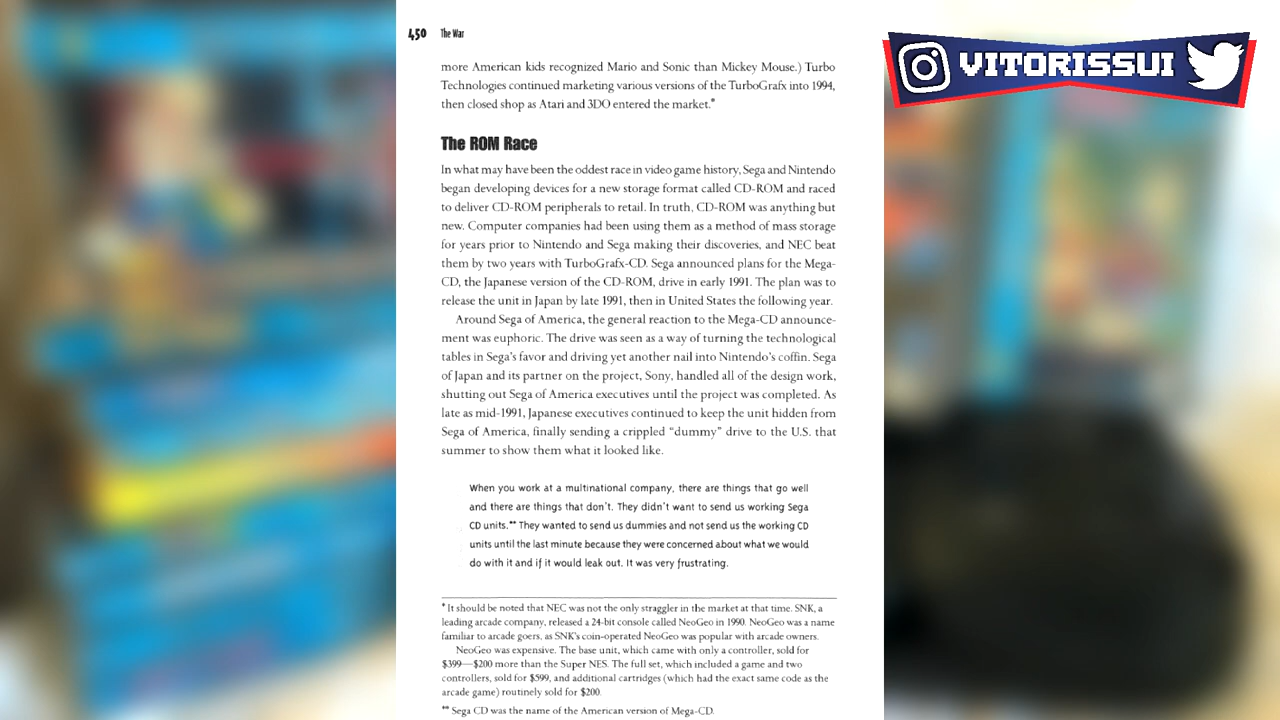 450 The War
VITORISSUI
more American kids recognized Mario and Sonic than Mickey Mouse.) Turbo
Technologies continued marketing various versions of the TurboGrafx into 1994,
then closed shop as Atari and 3DO entered the market.*
The ROM Race
In what may have been the oddest race in video game history, Sega and Nintendo
began developing devices for a new storage format called CD-ROM and raced
to deliver CD-ROM peripherals to retail. In truth, CD-ROM was anything but
new. Computer companies had been using them as a method of mass storage
for years prior to Nintendo and Sega making their discoveries, and NEC beat
them by two years with TurboGrafx-CD. Sega announced plans for the Mega-
CD, the Japanese version of the CD-ROM, drive in early 1991. The plan was to
release the unit in Japan by late 1991, then in United States the following year.
Around Sega of America, the general reaction to the Mega-CD announce-
ment was euphoric. The drive was seen as a way of turning the technological
tables in Sega's favor and driving yet another nail into Nintendo's coffin. Sega
of Japan and its partner on the project, Sony, handled all of the design work,
shutting out Sega of America executives until the project was completed. As
late as mid-1991, Japanese executives continued to keep the unit hidden from
Sega of America, finally sending a crippled "dummy" drive to the U.S. that
summer to show them what it looked like.
When you work at a multinational company, there are things that go well
and there are things that don't. They didn't want to send us working Sega
CD units.** They wanted to send us dummies and not send us the working CD
units until the last minute because they were concerned about what we would
do with it and if it would leak out. It was very frustrating.
* It should be noted that NEC was not the only straggler in the market at that time. SNK, a
leading arcade company, released a 24-bit console called NeoGeo in 1990. NeoGeo was a name
familiar to arcade goers, as SNK's coin-operated NeoGeo was popular with arcade owners.
NeoGeo was expensive. The base unit, which came with only a controller, sold for
$399—$200 more than the Super NES. The full set, which included a game and two
controllers, sold for $599, and additional cartridges (which had the exact same code as the
arcade game) routinely sold for $200.
** Sega CD was the name of the American version of Mega-CD.